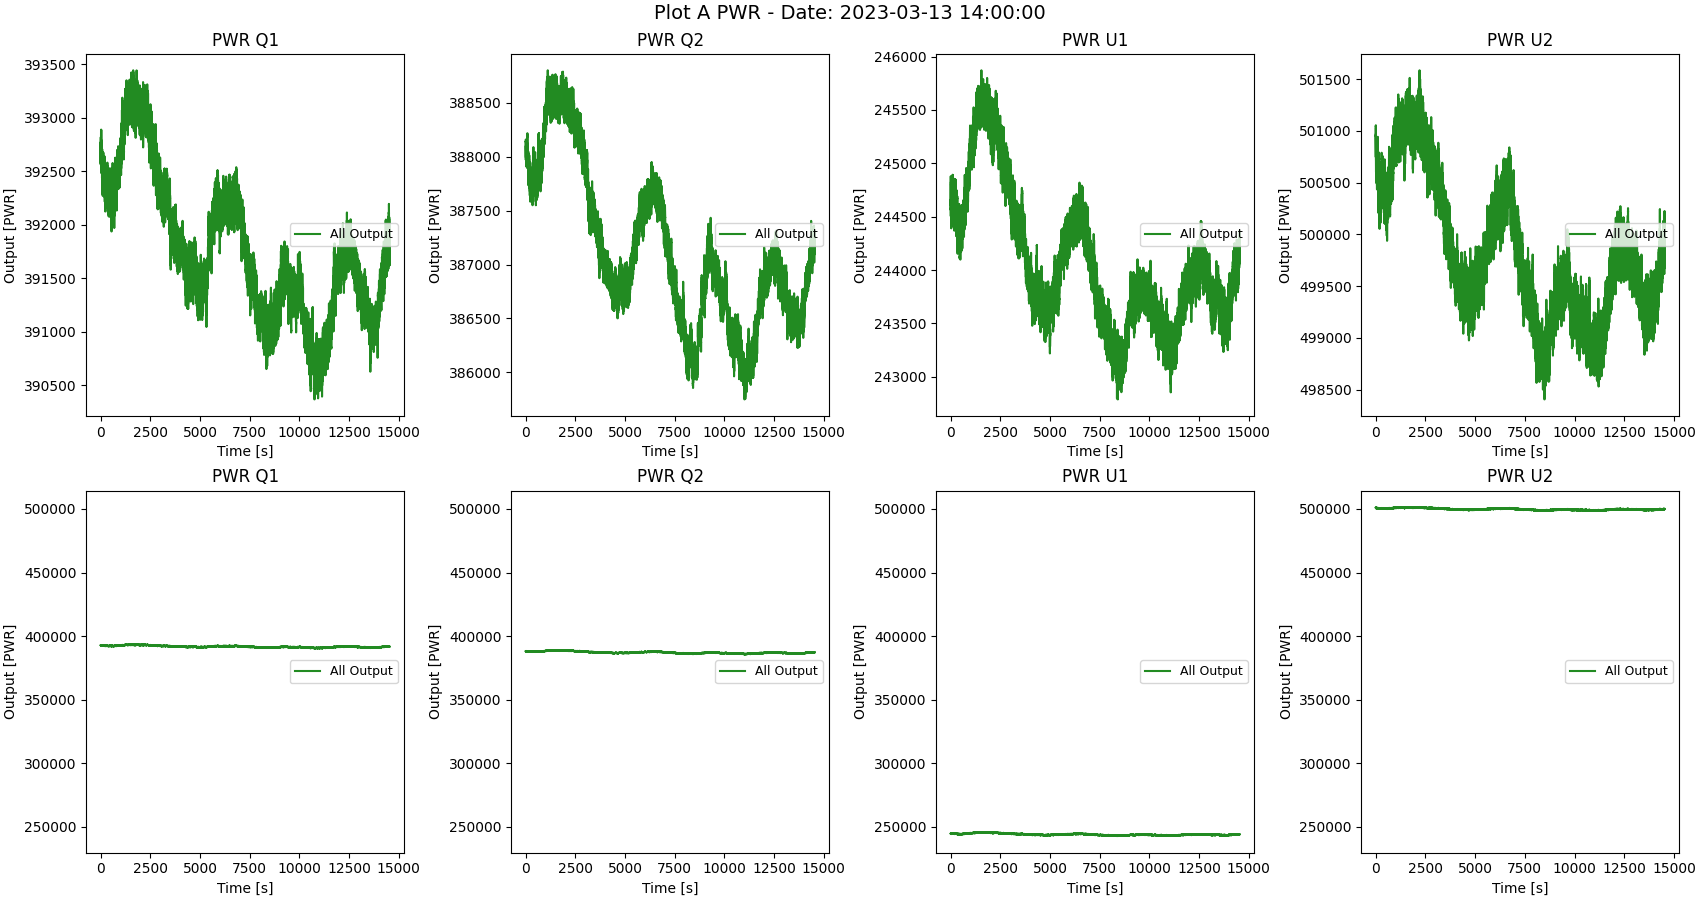 Plot A PWR - Date: 2023-03-13 14:00:00
PWR Q1
Output [PWR]
393500
393000
392500
392000
391500
391000
390500
All Output
0 2500 5000 7500 10000 12500 15000
Time [s]
PWR Q2
Output [PWR]
388500
388000
387500
387000
386500
386000
All Output
0 2500 5000 7500 10000 12500 15000
Time [s]
PWR U1
Output [PWR]
246000
245500
245000
244500
244000
243500
243000
All Output
0 2500 5000 7500 10000 12500 15000
Time [s]
PWR U2
Output [PWR]
501500
501000
500500
500000
499500
499000
498500
All Output
0 2500 5000 7500 10000 12500 15000
Time [s]
PWR Q1
Output [PWR]
500000
450000
400000
350000
300000
250000
All Output
0 2500 5000 7500 10000 12500 15000
Time [s]
PWR Q2
Output [PWR]
500000
450000
400000
350000
300000
250000
All Output
0 2500 5000 7500 10000 12500 15000
Time [s]
PWR U1
Output [PWR]
500000
450000
400000
350000
300000
250000
All Output
0 2500 5000 7500 10000 12500 15000
Time [s]
PWR U2
Output [PWR]
500000
450000
400000
350000
300000
250000
All Output
0 2500 5000 7500 10000 12500 15000
Time [s]